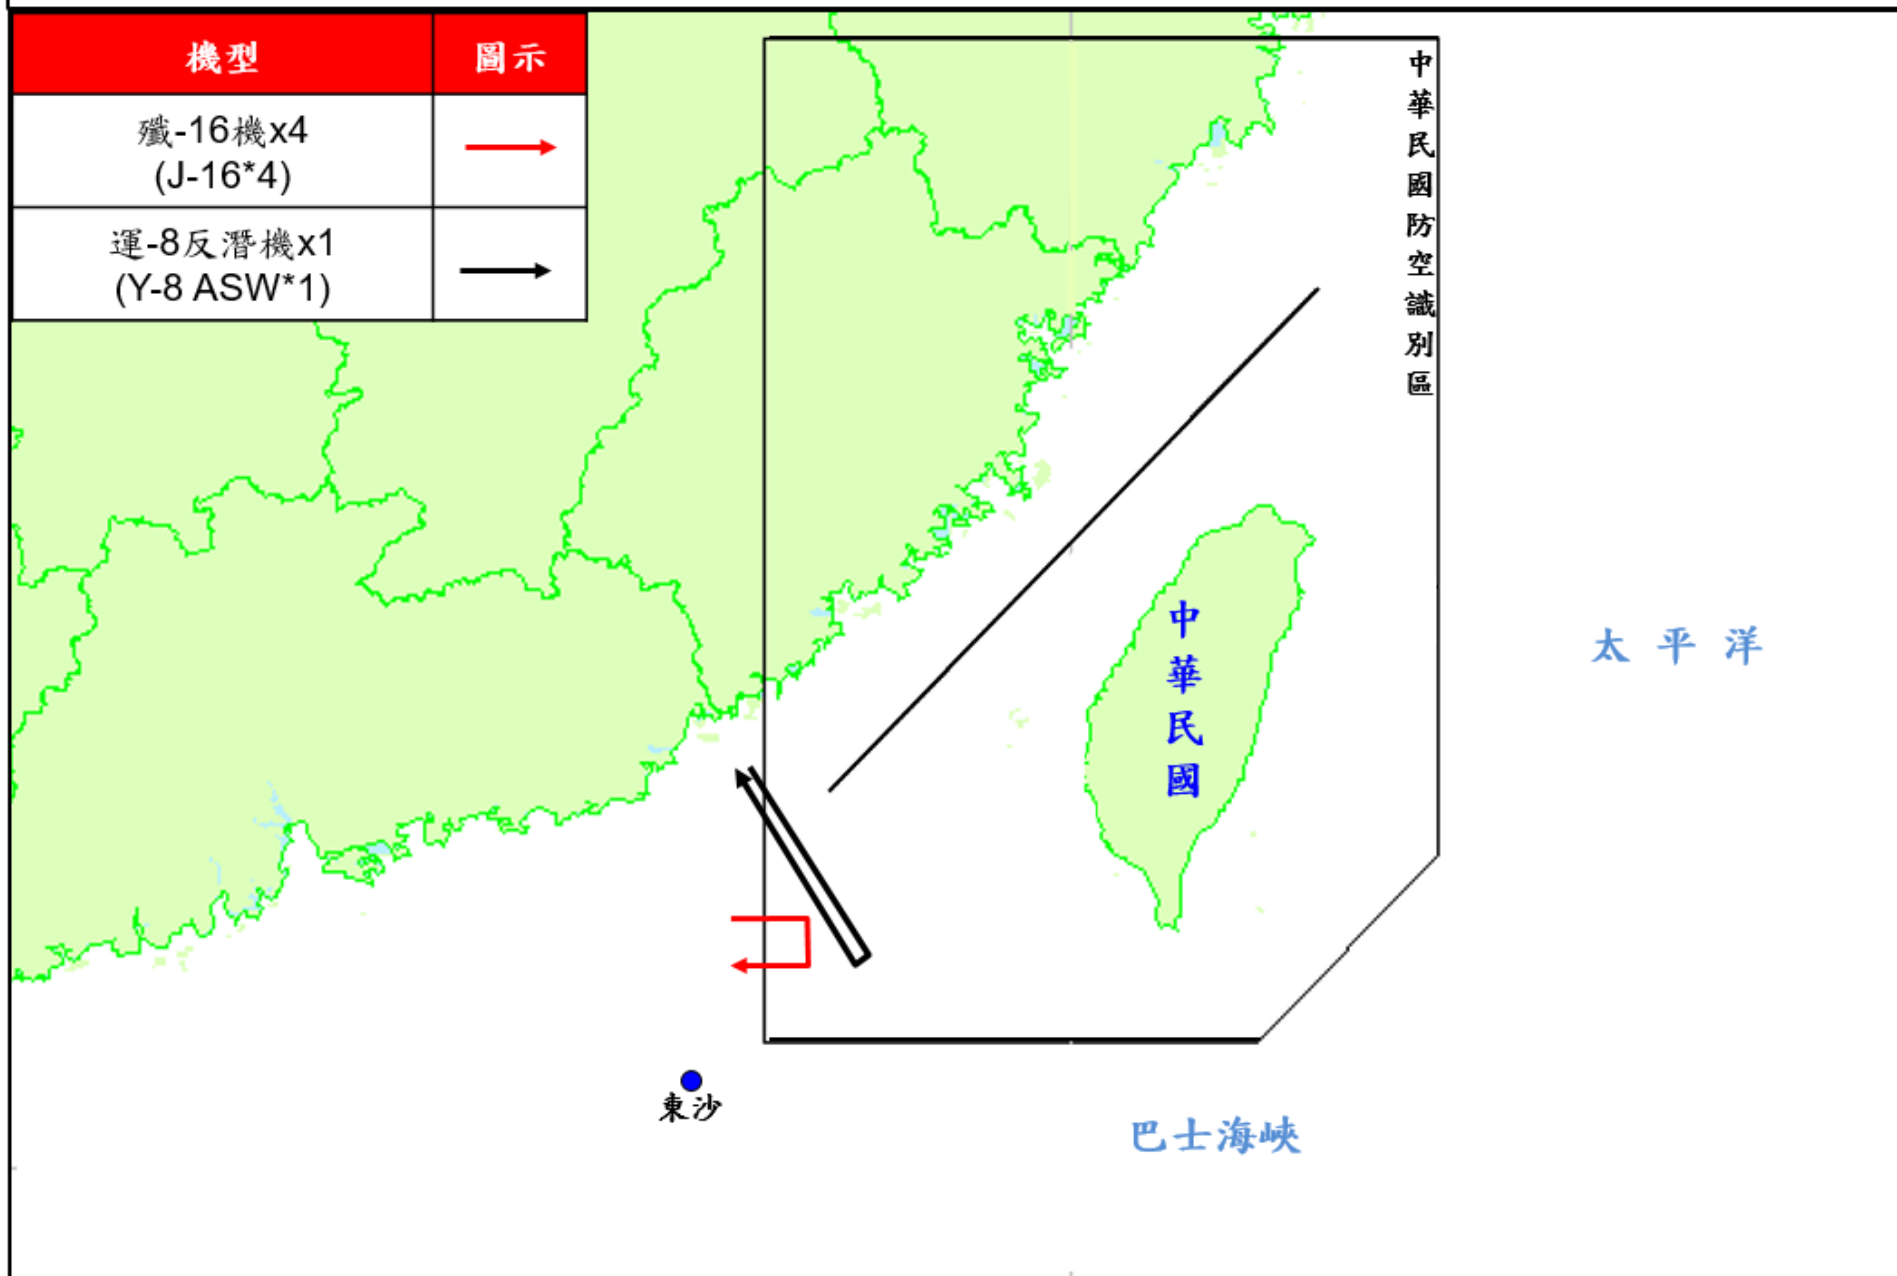 機型
圖示
殲-16機x4
(J-16*4)
運-8反潛機x1
(Y-8 ASW*1)
中華民國防空識別區
中華民國
太平洋
東沙
巴士海峽